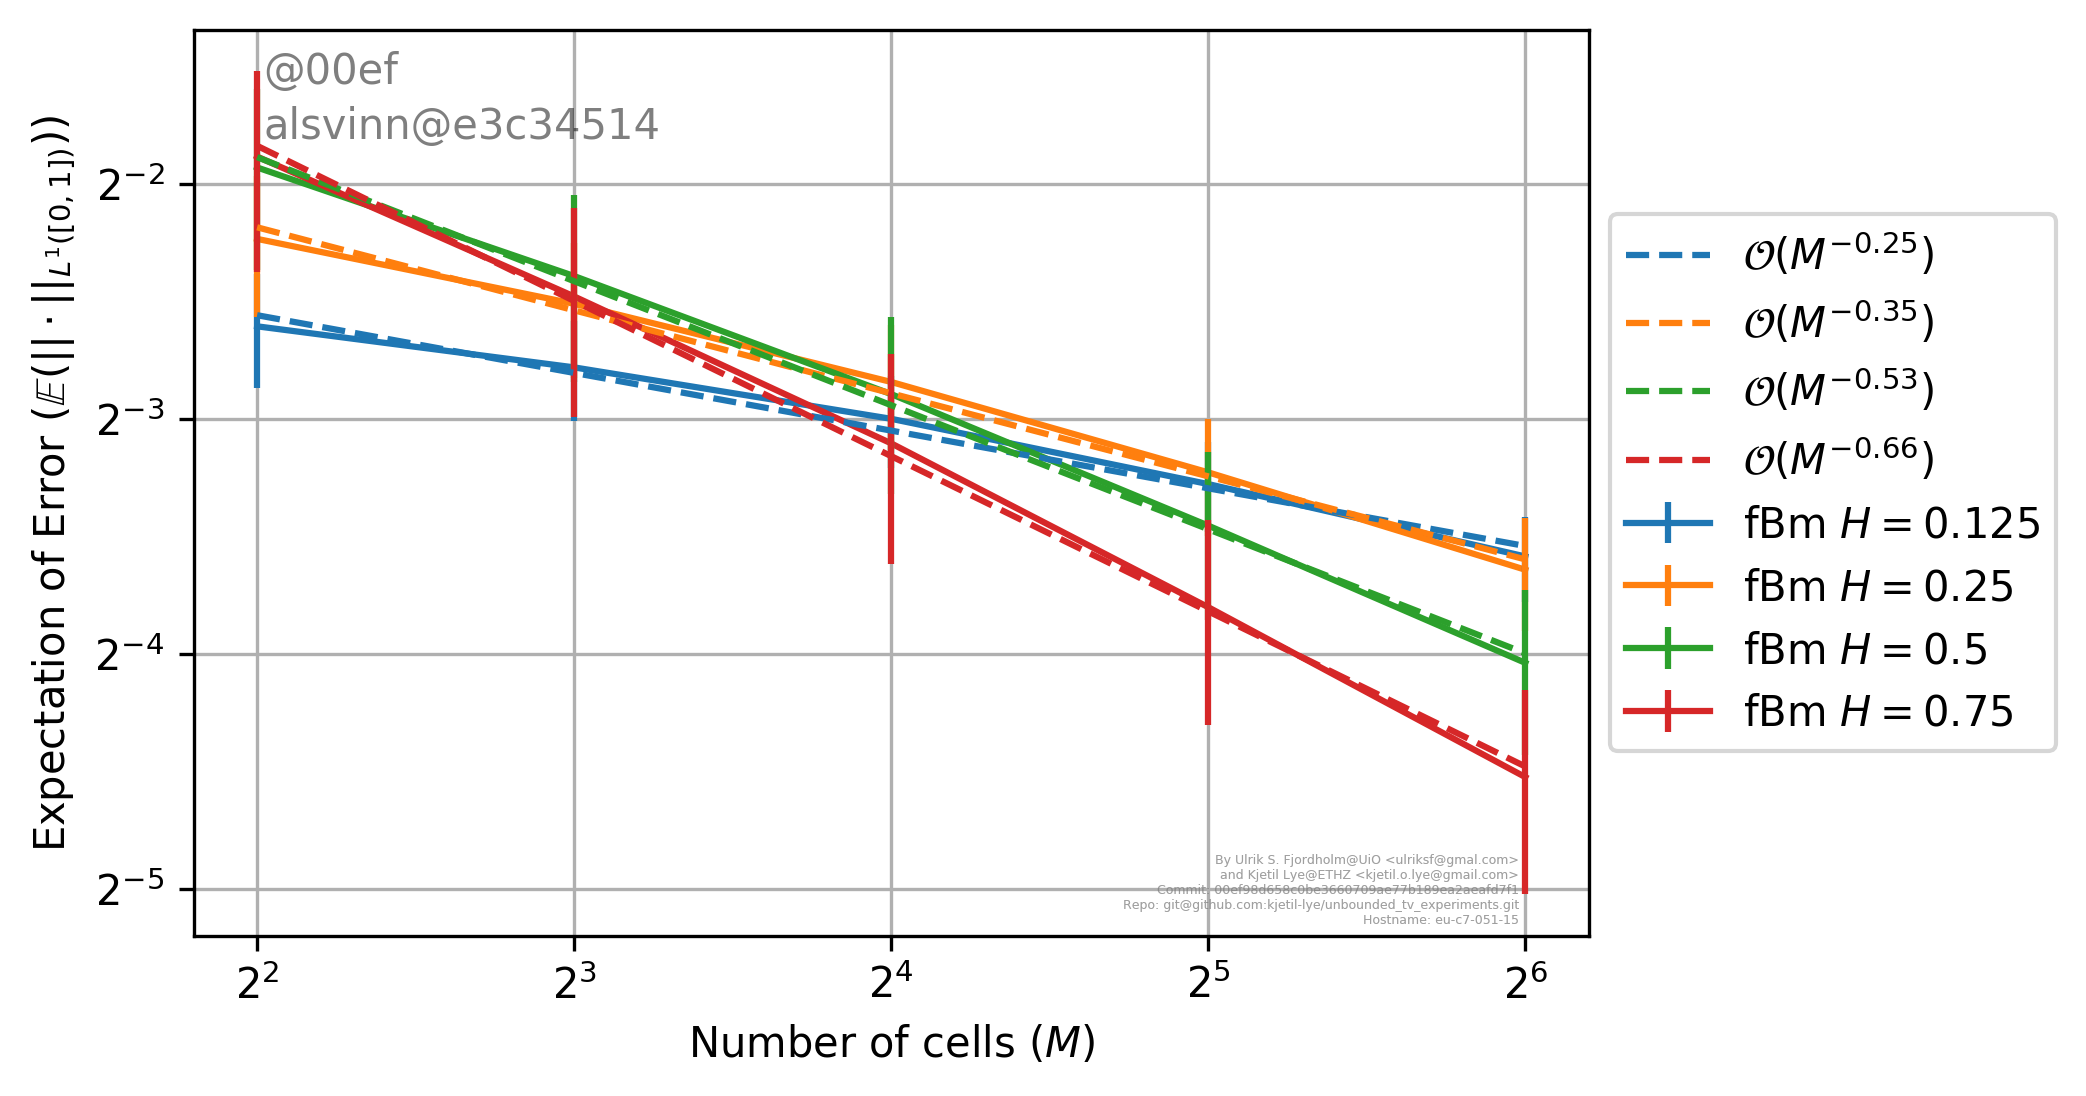 @00ef
alsvinn@e3c34514
Expectation of Error (𝔼(|| · ||_{L^1([0,1])}))
2^{-2}
2^{-3}
2^{-4}
2^{-5}
By Ulrik S. Fjordholm@UiO <ulriksf@gmal.com>
and Kjetil Lye@ETHZ <kjetil.o.lye@gmail.com>
Commit: 00ef98d658c0be3660709ae77b189ea2aeafd7f1
Repo: git@github.com:kjetil-lye/unbounded_tv_experiments.git
Hostname: eu-c7-051-15
2^2 2^3 2^4 2^5 2^6
Number of cells (M)
𝒪(M^{-0.25})
𝒪(M^{-0.35})
𝒪(M^{-0.53})
𝒪(M^{-0.66})
fBm H = 0.125
fBm H = 0.25
fBm H = 0.5
fBm H = 0.75